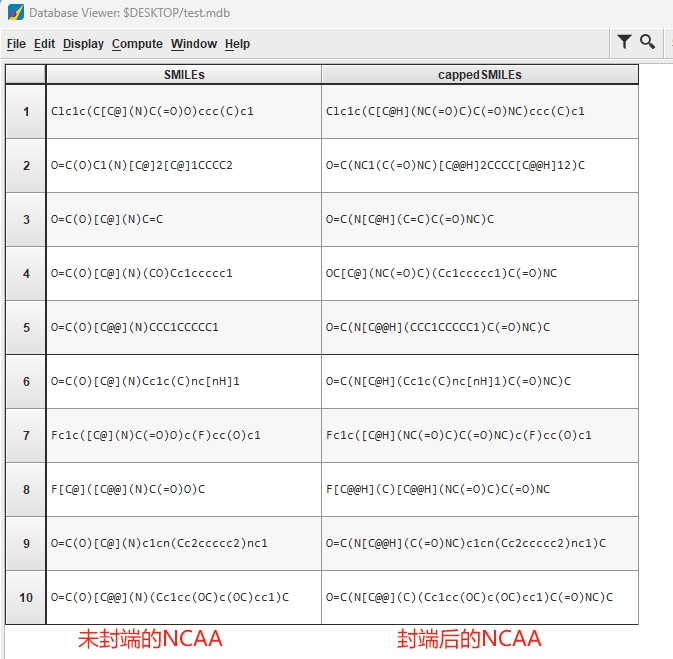 Database Viewer: $DESKTOP/test.mdb
File Edit Display Compute Window Help
SMILEs cappedSMILEs
1 Clc1c(C[C@](N)C(=O)O)ccc(C)c1 Clc1c(C[C@H](NC(=O)C)C(=O)NC)ccc(C)c1
2 O=C(O)C1(N)[C@]2[C@]1CCCC2 O=C(NC1(C(=O)NC)[C@@H]2CCCC[C@@H]12)C
3 O=C(O)[C@](N)C=C O=C(N[C@H](C=C)C(=O)NC)C
4 O=C(O)[C@](N)(CO)Cc1ccccc1 OC[C@](NC(=O)C)(Cc1ccccc1)C(=O)NC
5 O=C(O)[C@@](N)CCC1CCCCC1 O=C(N[C@@H](CCC1CCCCC1)C(=O)NC)C
6 O=C(O)[C@](N)Cc1c(C)nc[nH]1 O=C(N[C@H](Cc1c(C)nc[nH]1)C(=O)NC)C
7 Fc1c([C@](N)C(=O)O)c(F)cc(O)c1 Fc1c([C@H](NC(=O)C)C(=O)NC)c(F)cc(O)c1
8 F[C@]([C@@](N)C(=O)O)C F[C@@H](C)[C@@H](NC(=O)C)C(=O)NC
9 O=C(O)[C@](N)c1cn(Cc2ccccc2)nc1 O=C(N[C@@H](C(=O)NC)c1cn(Cc2ccccc2)nc1)C
10 O=C(O)[C@@](N)(Cc1cc(OC)c(OC)cc1)C O=C(N[C@@](C)(Cc1cc(OC)c(OC)cc1)C(=O)NC)C
未封端的NCAA 封端后的NCAA